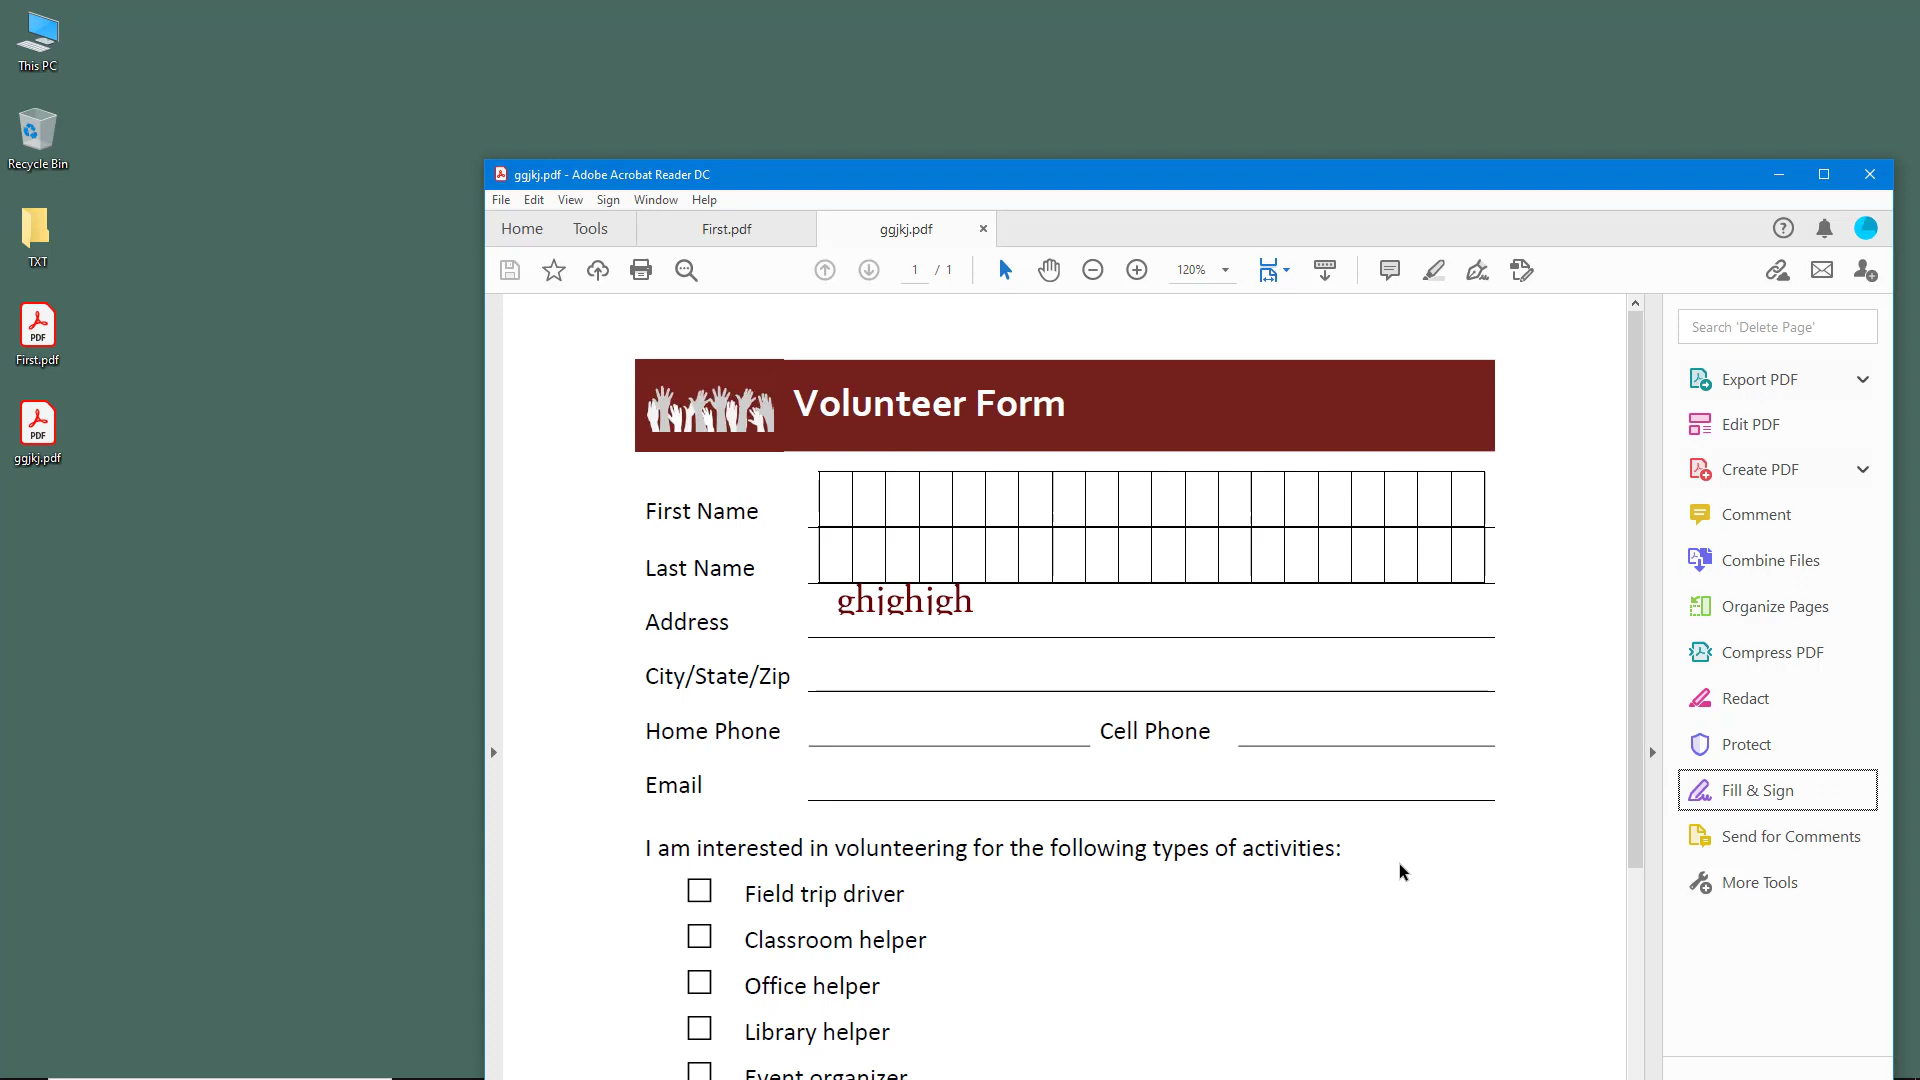 This PC
Recycle Bin
TXT
PDF
First.pdf
PDF
ggjkj.pdf
ggjkj.pdf - Adobe Acrobat Reader DC
File Edit View Sign Window Help
Home Tools First.pdf ggjkj.pdf
1 / 1 120%
Volunteer Form
First Name
Last Name
ghjghjgh
Address
City/State/Zip
Home Phone Cell Phone
Email
I am interested in volunteering for the following types of activities:
Field trip driver
Classroom helper
Office helper
Library helper
Event organizer
Search 'Delete Page'
Export PDF
Edit PDF
Create PDF
Comment
Combine Files
Organize Pages
Compress PDF
Redact
Protect
Fill & Sign
Send for Comments
More Tools